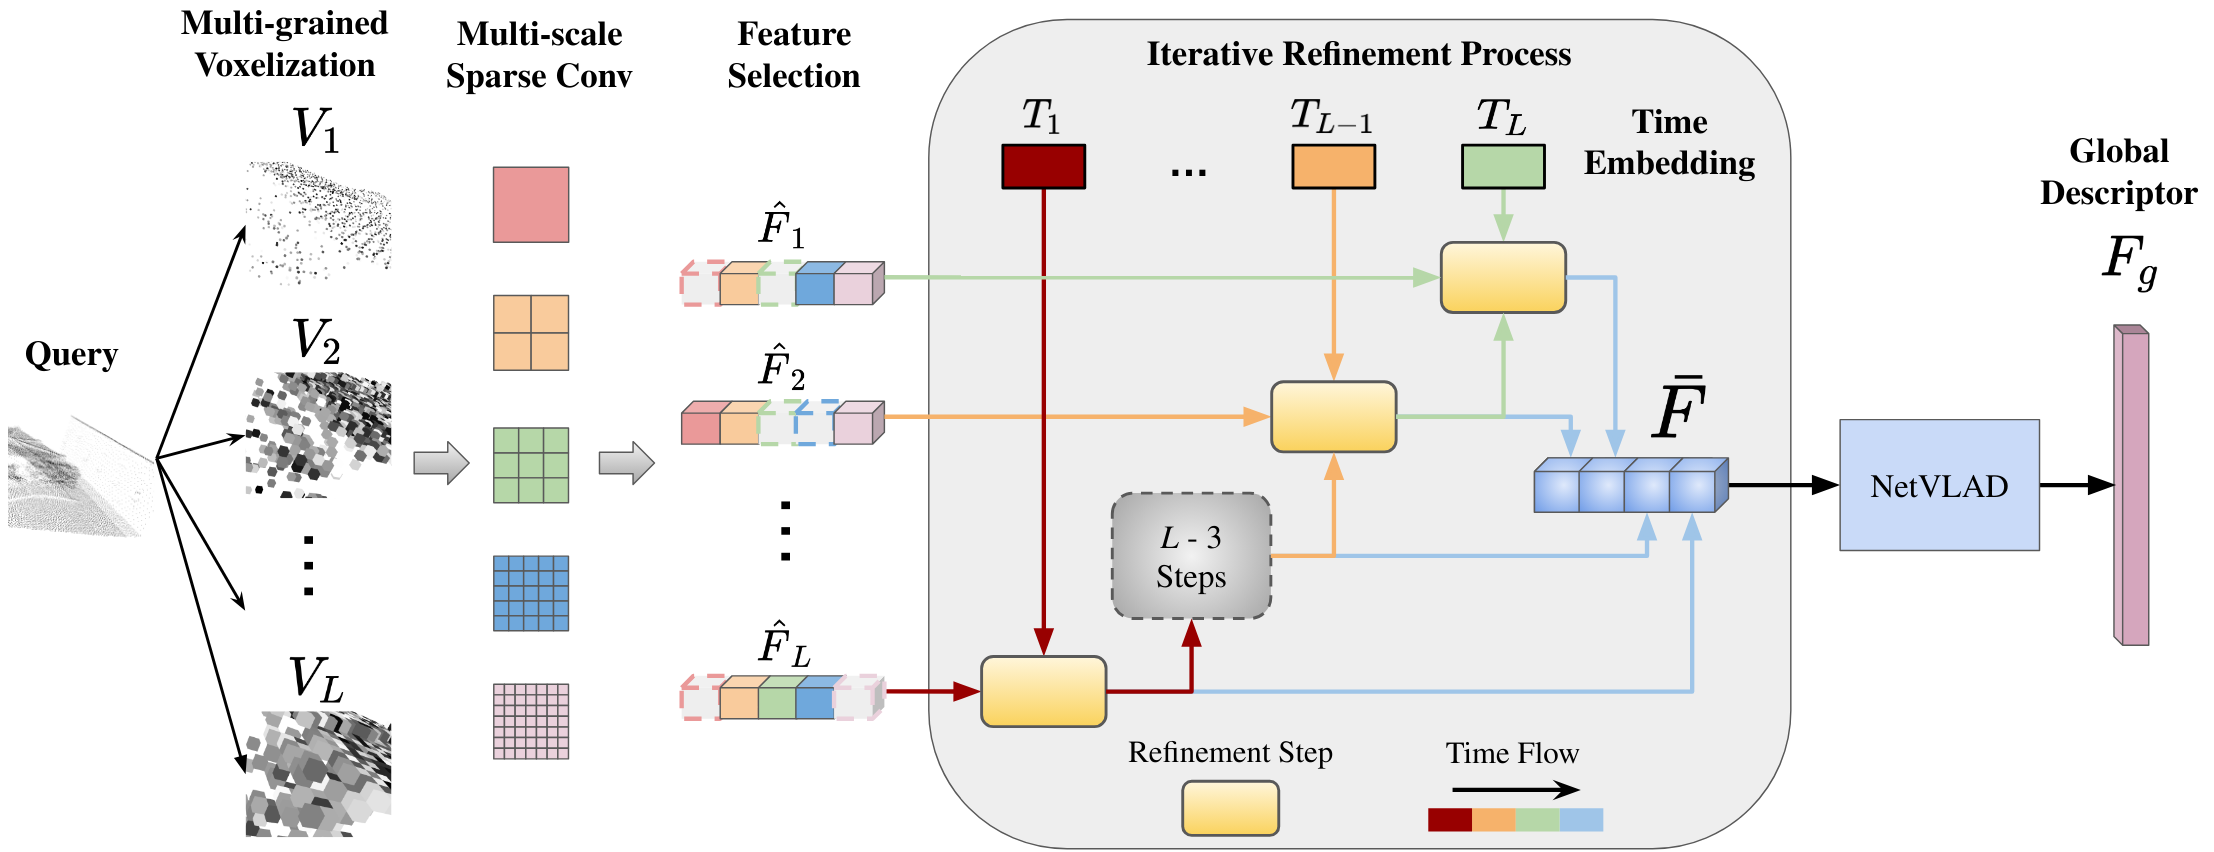 Multi-grained
Voxelization
Multi-scale
Sparse Conv
Feature
Selection
Iterative Refinement Process
V_1
T_1
...
T_{L-1}
T_L
Time
Embedding
Global
Descriptor
F_g
\hat{F}_1
Query
V_2
\hat{F}_2
\bar{F}
NetVLAD
L - 3
Steps
V_L
\hat{F}_L
Refinement Step
Time Flow